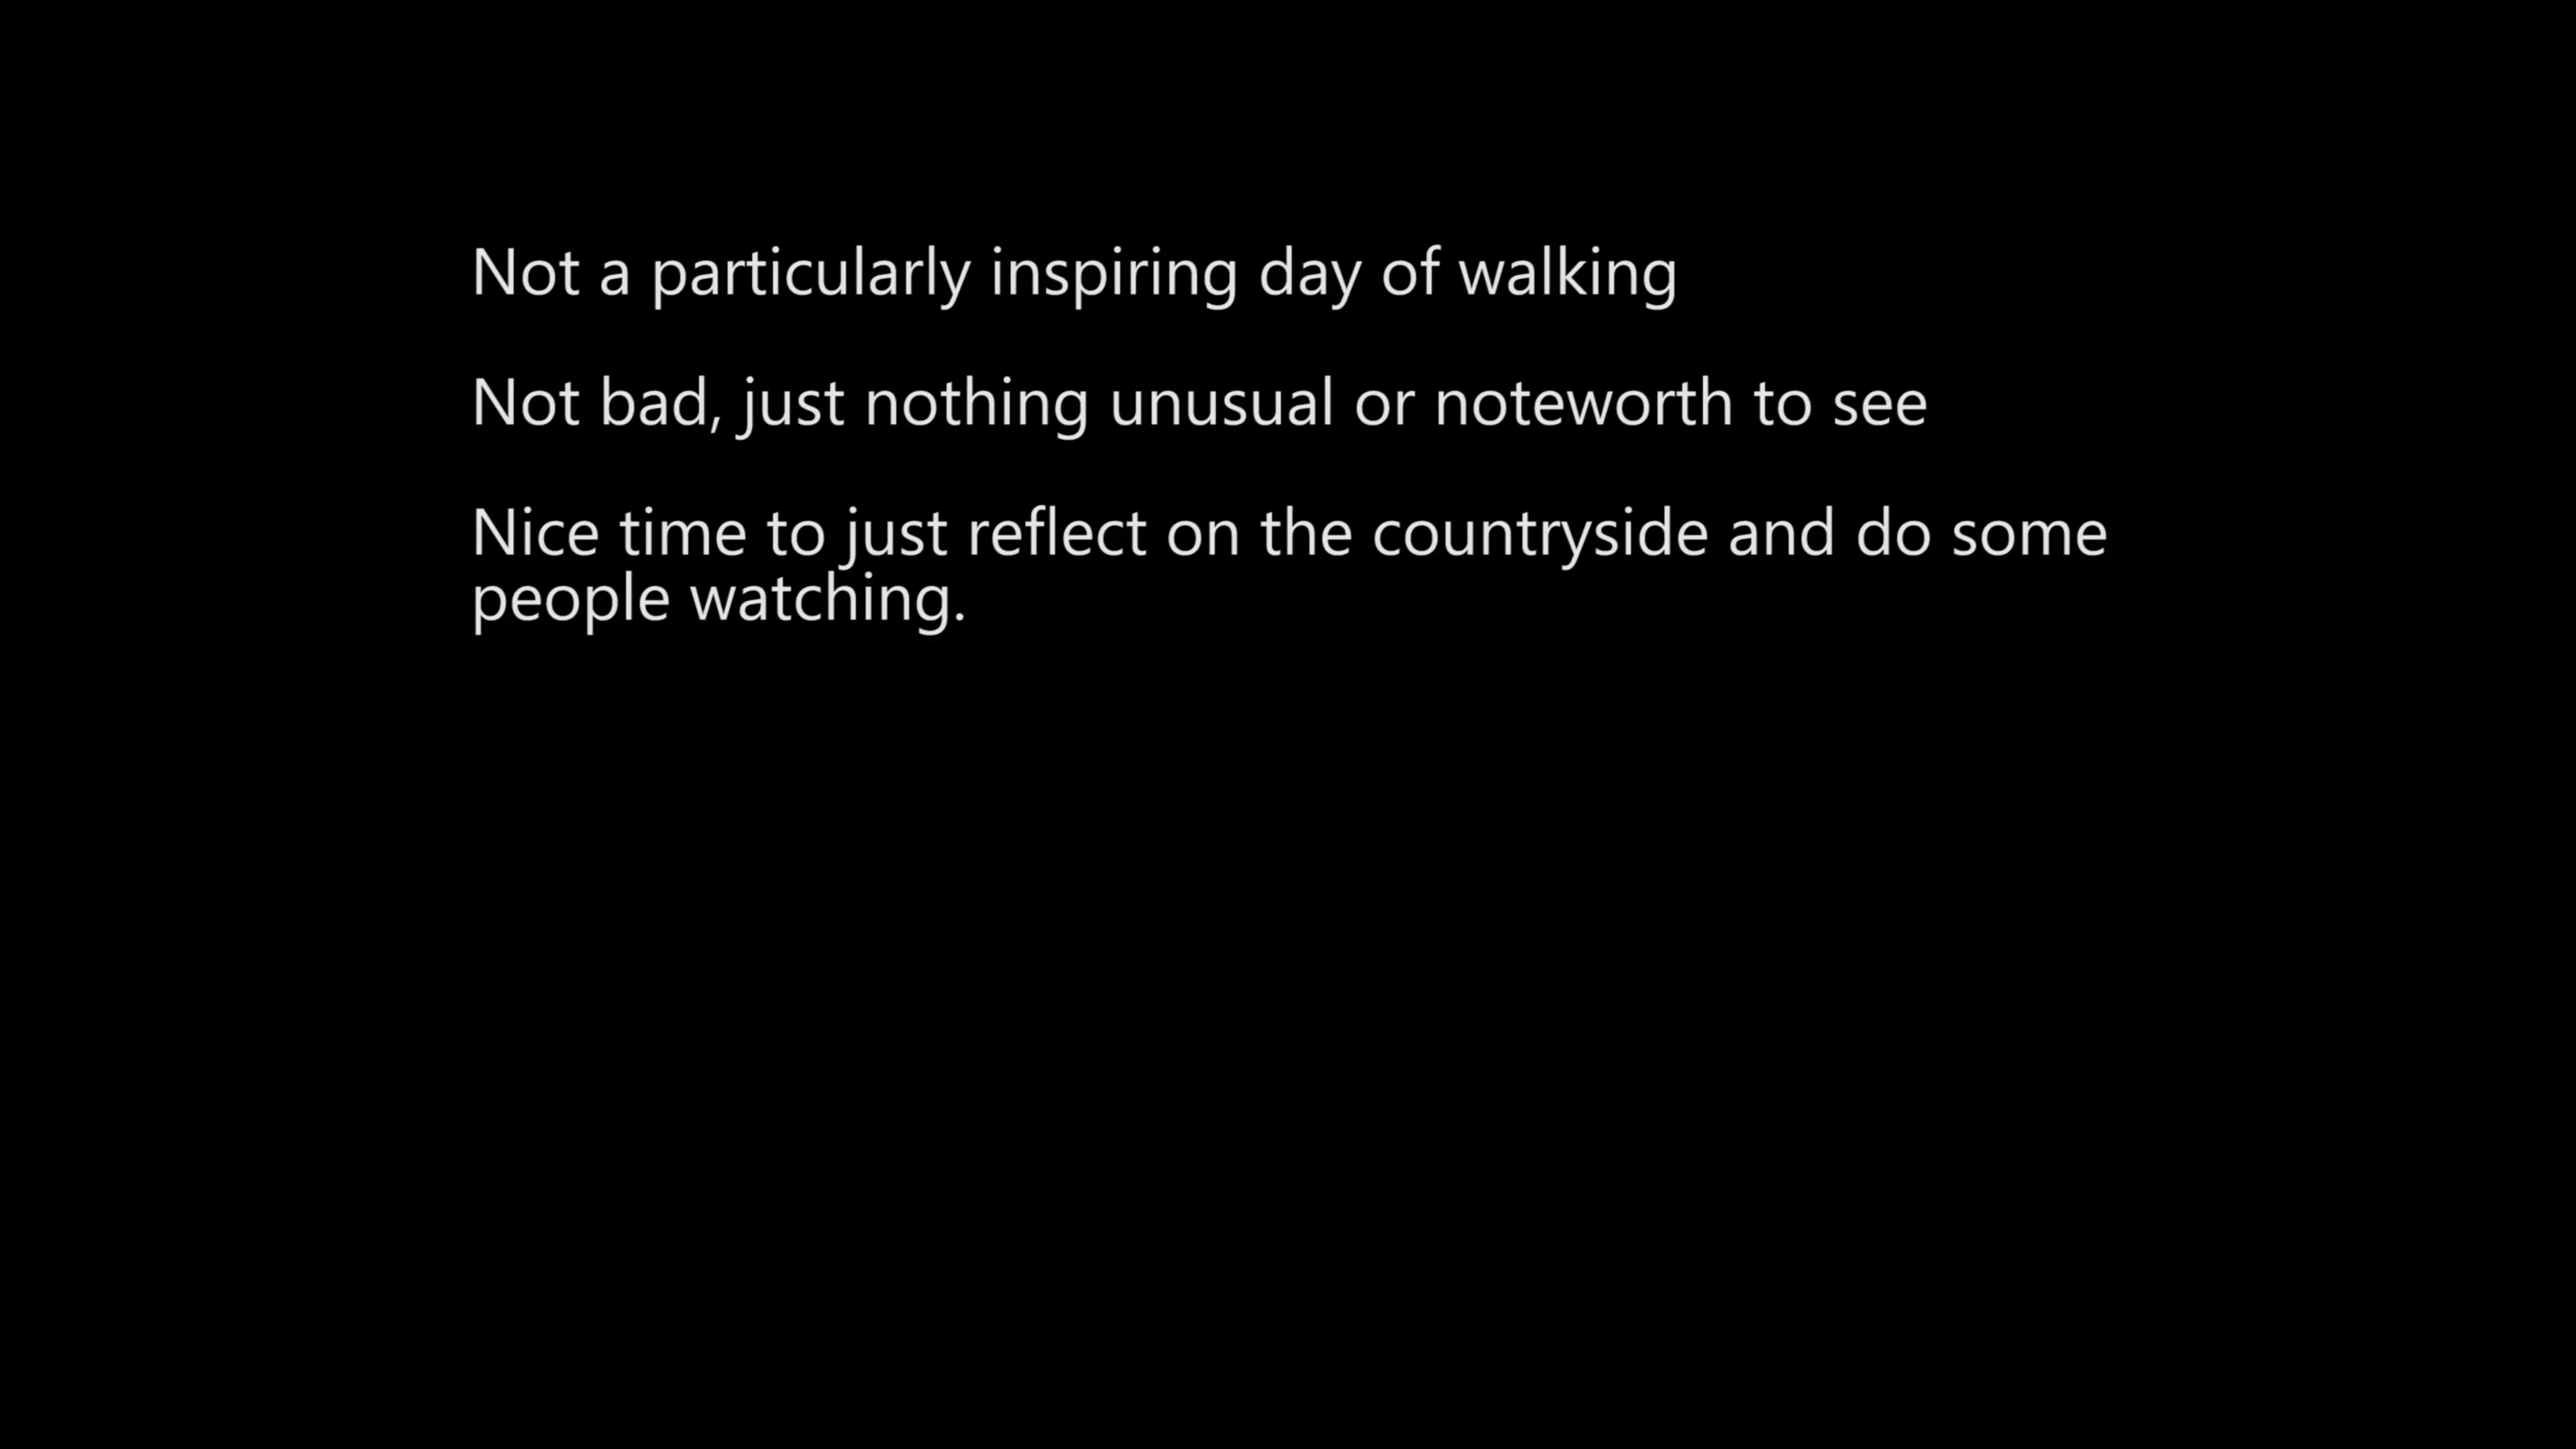 Not a particularly inspiring day of walking
Not bad, just nothing unusual or noteworth to see
Nice time to just reflect on the countryside and do some
people watching.